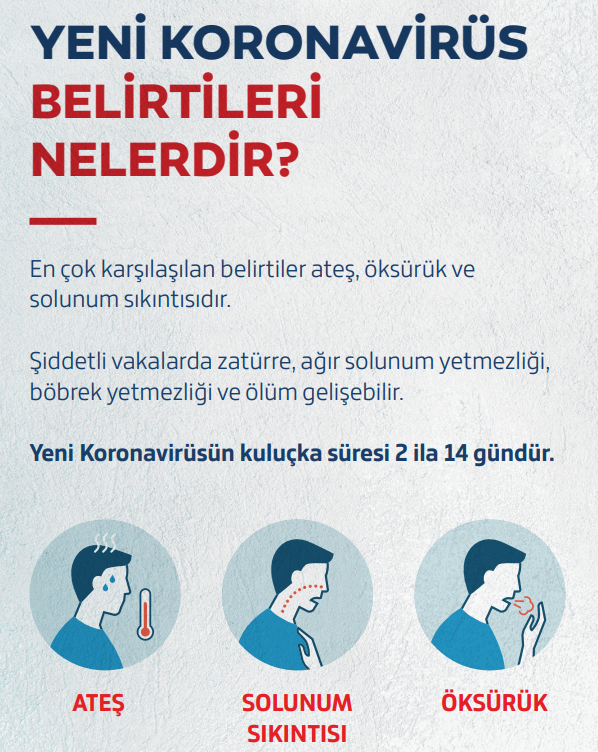 YENİ KORONAVİRÜS
BELİRTİLERİ
NELERDİR?
En çok karşılaşılan belirtiler ateş, öksürük ve
solunum sıkıntısıdır.
Şiddetli vakalarda zatürre, ağır solunum yetmezliği,
böbrek yetmezliği ve ölüm gelişebilir.
Yeni Koronavirüsün kuluçka süresi 2 ila 14 gündür.
ATEŞ
SOLUNUM
SIKINTISI
ÖKSÜRÜK